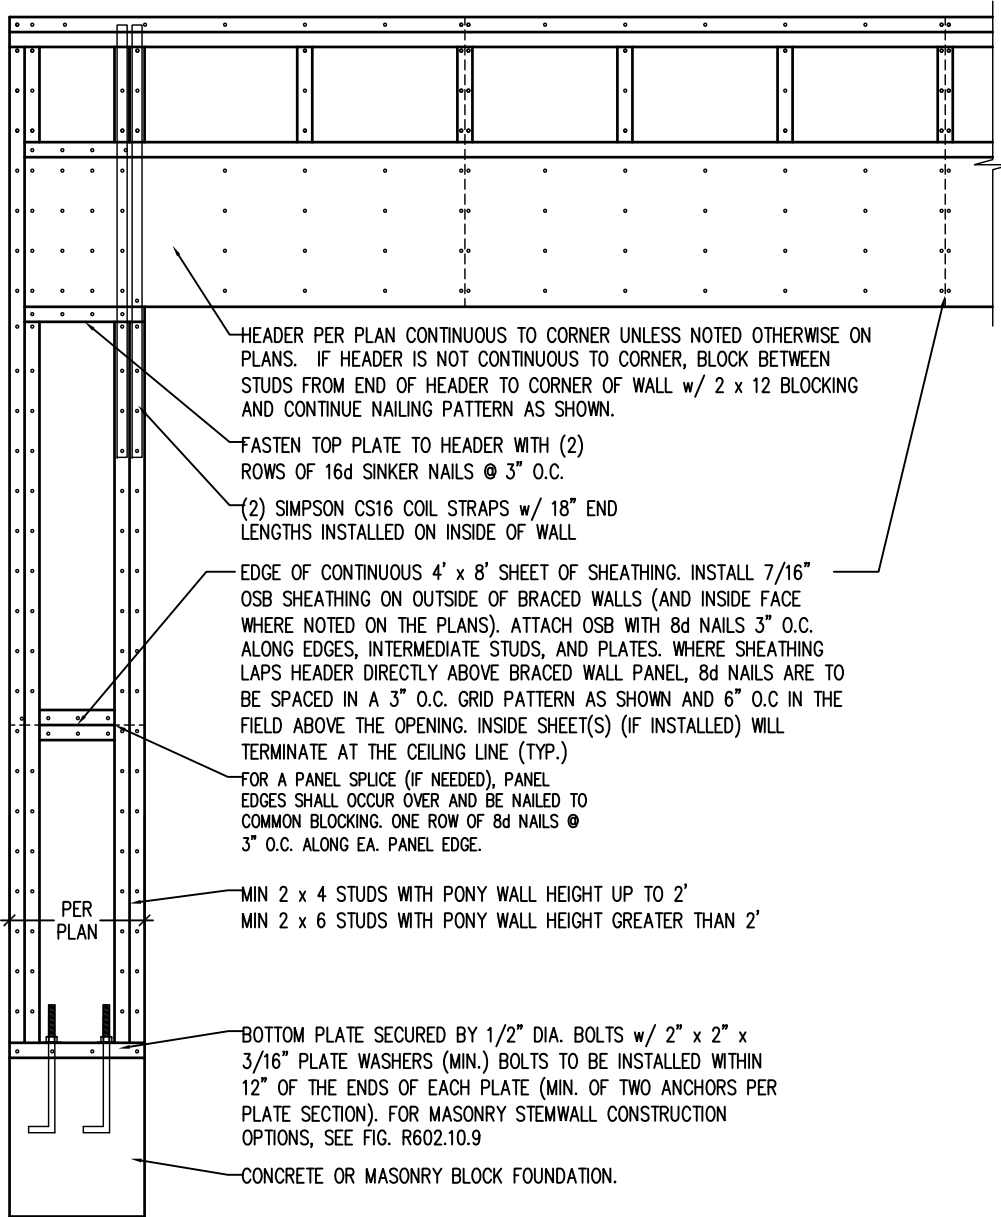 HEADER PER PLAN CONTINUOUS TO CORNER UNLESS NOTED OTHERWISE ON
PLANS. IF HEADER IS NOT CONTINUOUS TO CORNER, BLOCK BETWEEN
STUDS FROM END OF HEADER TO CORNER OF WALL w/ 2 x 12 BLOCKING
AND CONTINUE NAILING PATTERN AS SHOWN.
FASTEN TOP PLATE TO HEADER WITH (2)
ROWS OF 16d SINKER NAILS @ 3" O.C.
(2) SIMPSON CS16 COIL STRAPS w/ 18" END
LENGTHS INSTALLED ON INSIDE OF WALL
EDGE OF CONTINUOUS 4' x 8' SHEET OF SHEATHING. INSTALL 7/16"
OSB SHEATHING ON OUTSIDE OF BRACED WALLS (AND INSIDE FACE
WHERE NOTED ON THE PLANS). ATTACH OSB WITH 8d NAILS 3" O.C.
ALONG EDGES, INTERMEDIATE STUDS, AND PLATES. WHERE SHEATHING
LAPS HEADER DIRECTLY ABOVE BRACED WALL PANEL, 8d NAILS ARE TO
BE SPACED IN A 3" O.C. GRID PATTERN AS SHOWN AND 6" O.C IN THE
FIELD ABOVE THE OPENING. INSIDE SHEET(S) (IF INSTALLED) WILL
TERMINATE AT THE CEILING LINE (TYP.)
FOR A PANEL SPLICE (IF NEEDED), PANEL
EDGES SHALL OCCUR OVER AND BE NAILED TO
COMMON BLOCKING. ONE ROW OF 8d NAILS @
3" O.C. ALONG EA. PANEL EDGE.
MIN 2 x 4 STUDS WITH PONY WALL HEIGHT UP TO 2'
MIN 2 x 6 STUDS WITH PONY WALL HEIGHT GREATER THAN 2'
PER
PLAN
BOTTOM PLATE SECURED BY 1/2" DIA. BOLTS w/ 2" x 2" x
3/16" PLATE WASHERS (MIN.) BOLTS TO BE INSTALLED WITHIN
12" OF THE ENDS OF EACH PLATE (MIN. OF TWO ANCHORS PER
PLATE SECTION). FOR MASONRY STEMWALL CONSTRUCTION
OPTIONS, SEE FIG. R602.10.9
CONCRETE OR MASONRY BLOCK FOUNDATION.